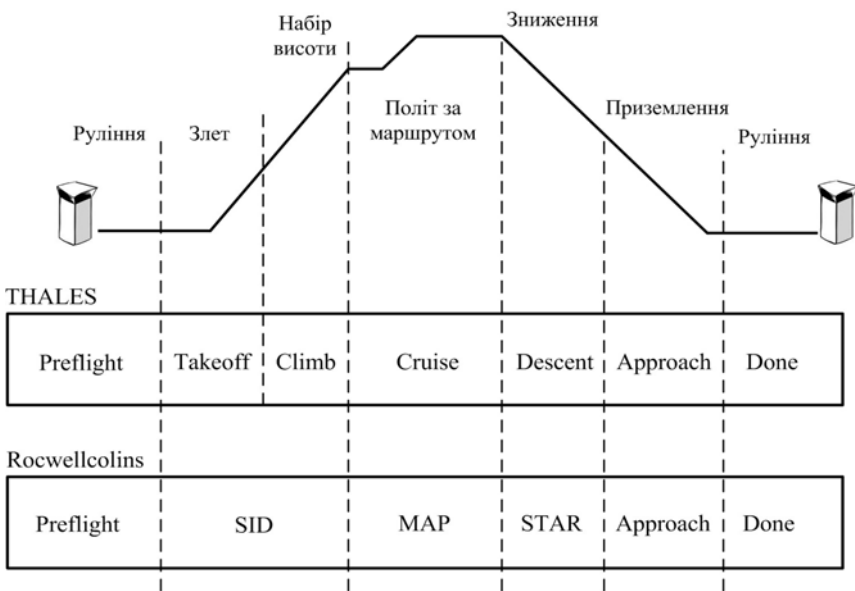 Набір
висоти
Зниження
Руління
Злет
Політ за
маршрутом
Приземлення
Руління
THALES
Preflight
Takeoff
Climb
Cruise
Descent
Approach
Done
Rocwellcolins
Preflight
SID
MAP
STAR
Approach
Done